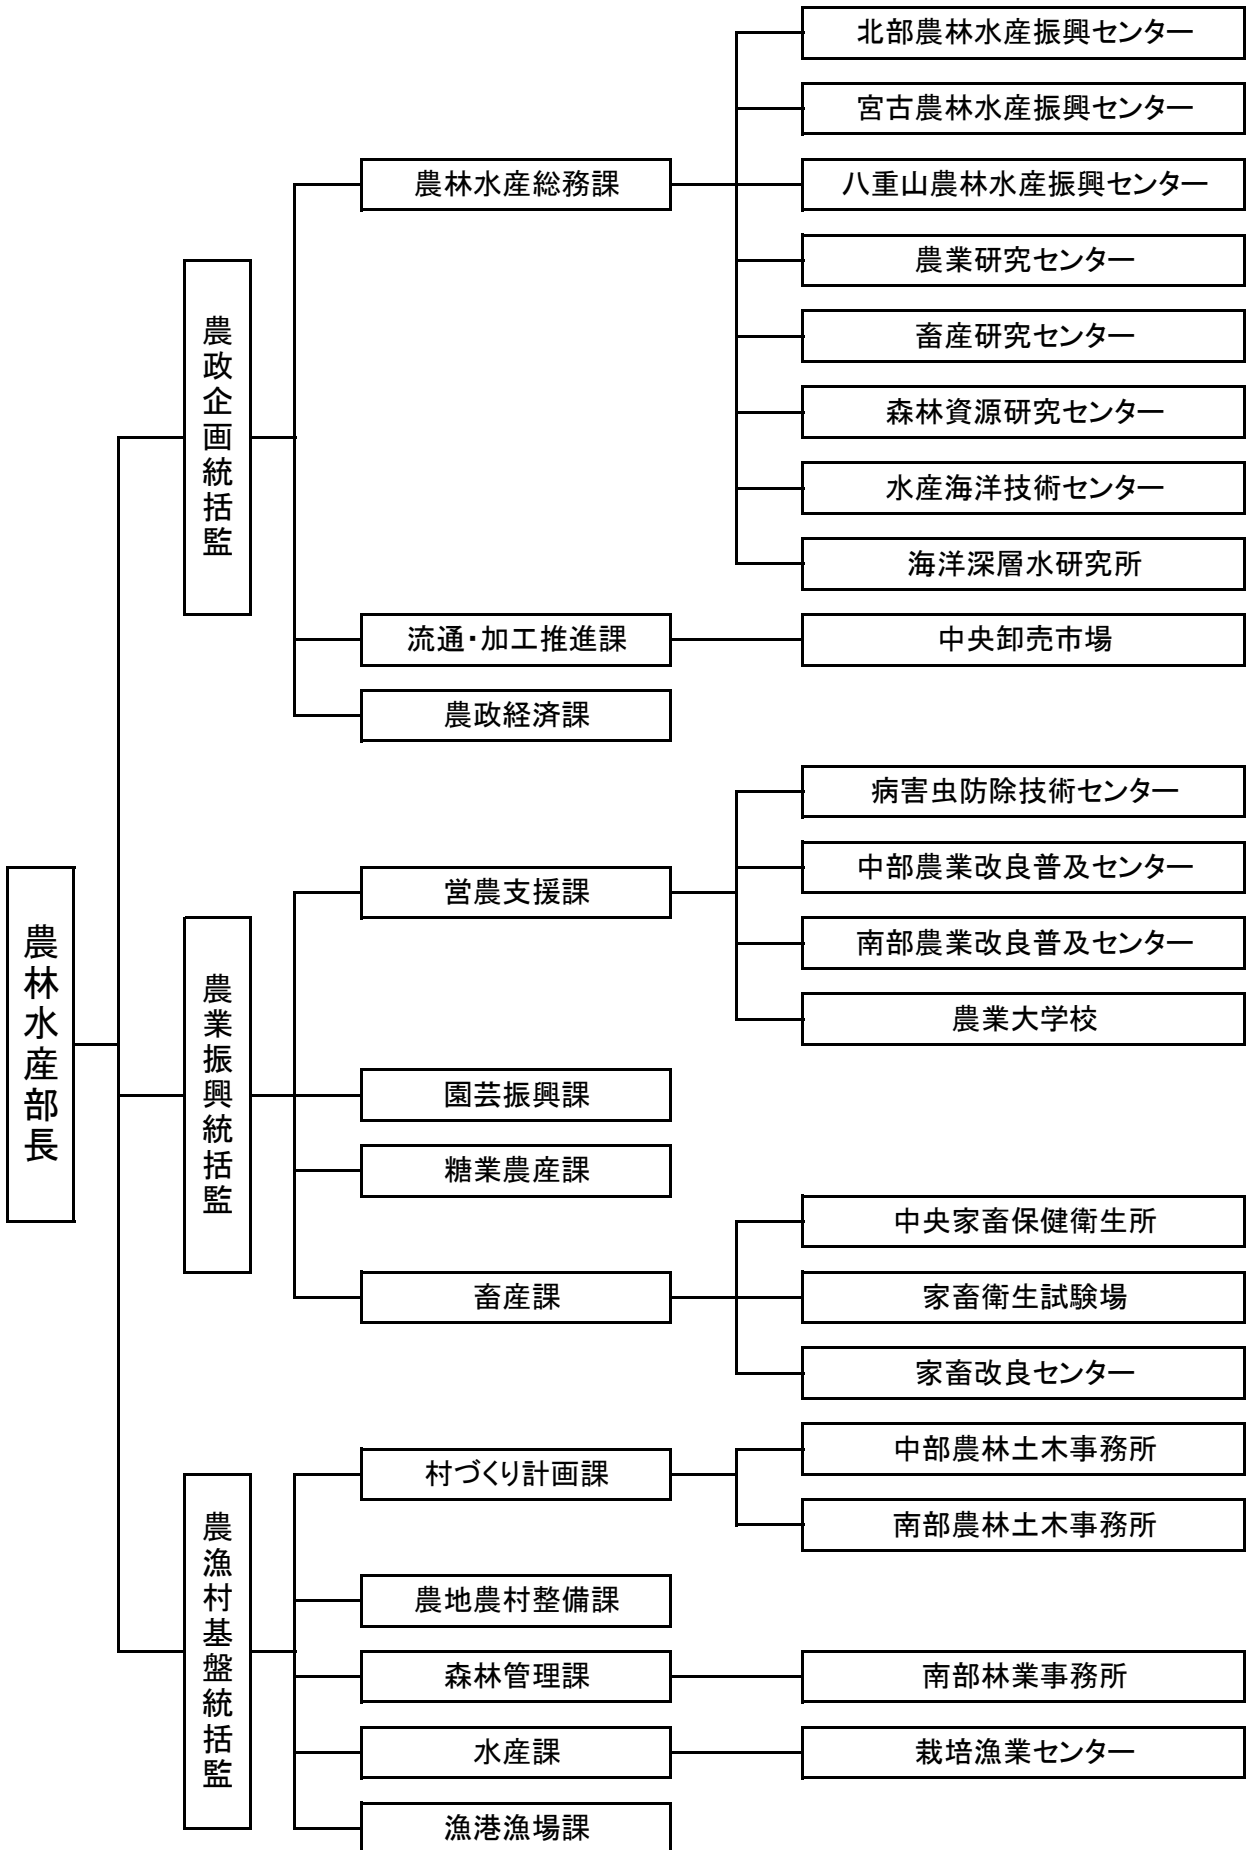 農林水産部長
農政企画統括監
農林水産総務課
北部農林水産振興センター
宮古農林水産振興センター
八重山農林水産振興センター
農業研究センター
畜産研究センター
森林資源研究センター
水産海洋技術センター
海洋深層水研究所
流通・加工推進課
中央卸売市場
農政経済課
農業振興統括監
営農支援課
病害虫防除技術センター
中部農業改良普及センター
南部農業改良普及センター
農業大学校
園芸振興課
糖業農産課
畜産課
中央家畜保健衛生所
家畜衛生試験場
家畜改良センター
農漁村基盤統括監
村づくり計画課
中部農林土木事務所
南部農林土木事務所
農地農村整備課
森林管理課
南部林業事務所
水産課
栽培漁業センター
漁港漁場課